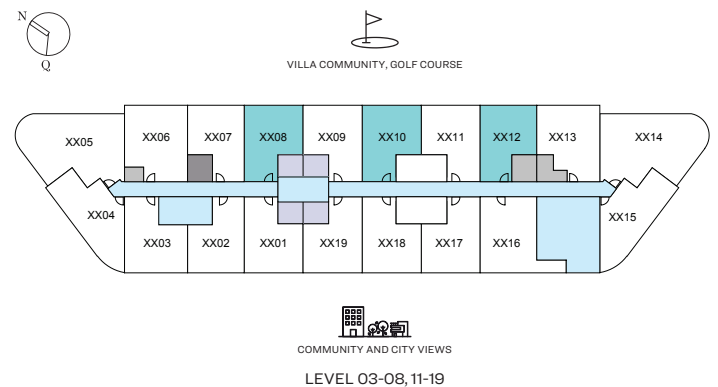 N
Q
VILLA COMMUNITY, GOLF COURSE
XX05
XX06
XX07
XX08
XX09
XX10
XX11
XX12
XX13
XX14
XX04
XX03
XX02
XX01
XX19
XX18
XX17
XX16
XX15
COMMUNITY AND CITY VIEWS
LEVEL 03-08, 11-19